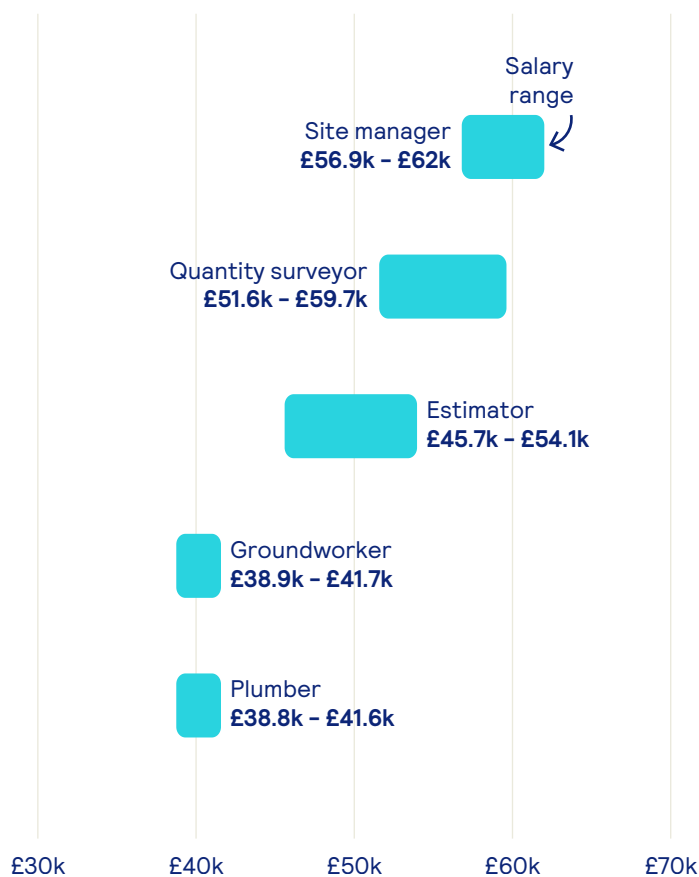 Salary
range
Site manager
£56.9k – £62k
Quantity surveyor
£51.6k – £59.7k
Estimator
£45.7k – £54.1k
Groundworker
£38.9k – £41.7k
Plumber
£38.8k – £41.6k
£30k £40k £50k £60k £70k